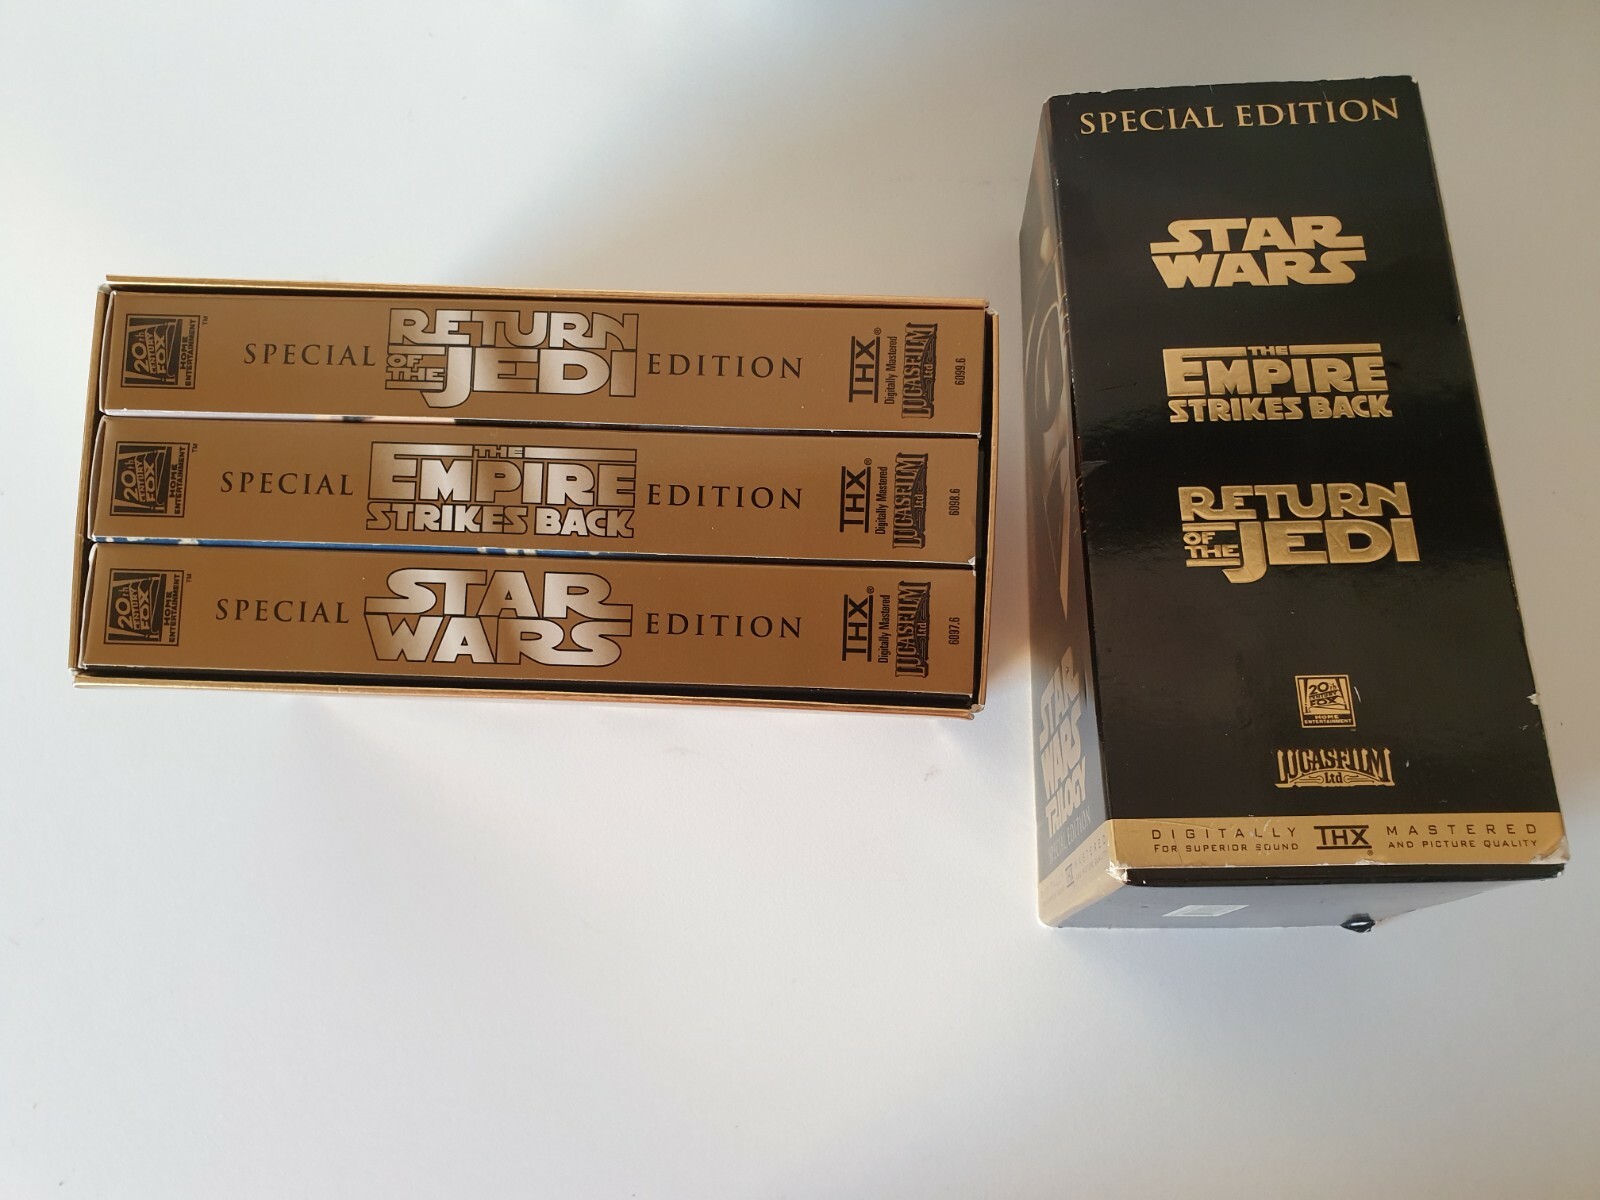 20th
CENTURY
FOX
HOME
ENTERTAINMENT
TM
SPECIAL
RETURN
OF
THE
JEDI
EDITION
THX®
Digitally Mastered
LUCASFILM
Ltd
6099.6
20th
CENTURY
FOX
HOME
ENTERTAINMENT
TM
SPECIAL
THE
EMPIRE
STRIKES BACK
EDITION
THX®
Digitally Mastered
LUCASFILM
Ltd
6098.6
20th
CENTURY
FOX
HOME
ENTERTAINMENT
TM
SPECIAL
STAR
WARS
EDITION
THX®
Digitally Mastered
LUCASFILM
Ltd
6097.6
SPECIAL EDITION
STAR
WARS
THE
EMPIRE
STRIKES BACK
RETURN
OF
THE
JEDI
20th
CENTURY
FOX
HOME
ENTERTAINMENT
LUCASFILM
Ltd
DIGITALLY THX® MASTERED
FOR SUPERIOR SOUND AND PICTURE QUALITY
STAR
WARS
TRILOGY
SPECIAL EDITION